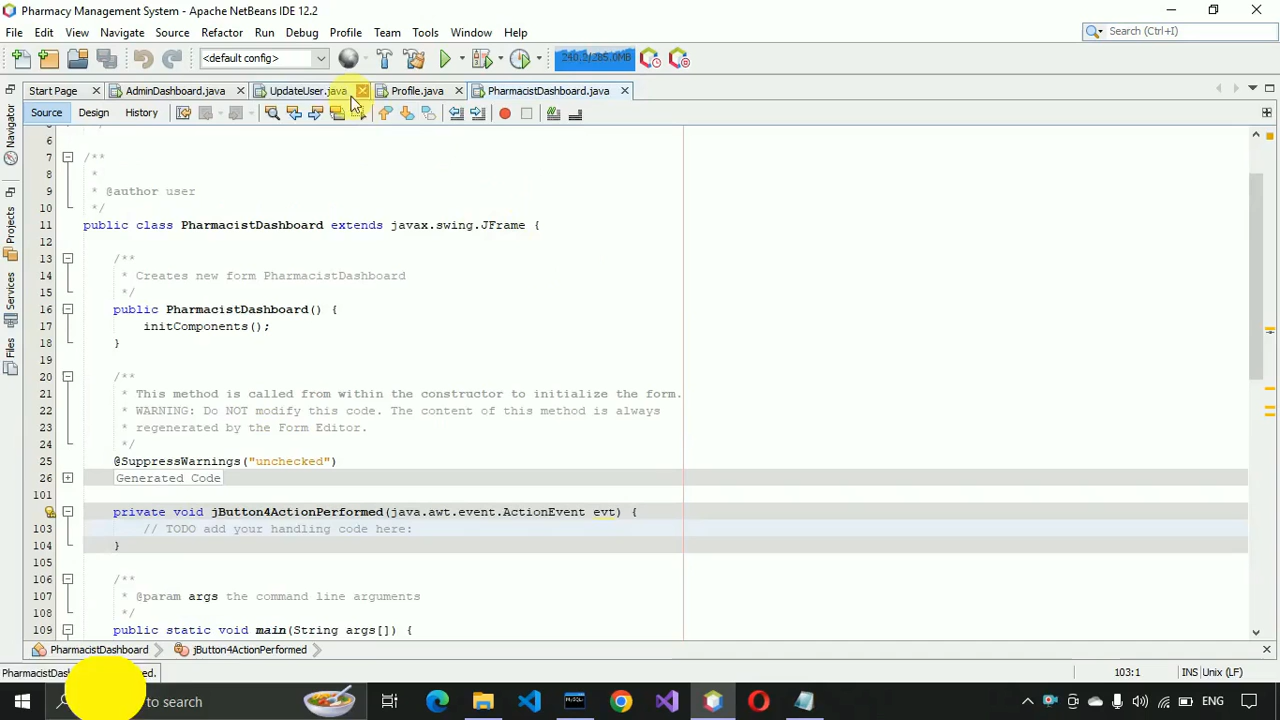 Pharmacy Management System - Apache NetBeans IDE 12.2
File Edit View Navigate Source Refactor Run Debug Profile Team Tools Window Help
Search (Ctrl+I)
<default config>
240.2/285.0MB
Start Page AdminDashboard.java UpdateUser.java Profile.java PharmacistDashboard.java
Source Design History
Navigator
Projects
Services
Files
6
7 /**
8 *
9 * @author user
10 */
11 public class PharmacistDashboard extends javax.swing.JFrame {
12
13 /**
14 * Creates new form PharmacistDashboard
15 */
16 public PharmacistDashboard() {
17 initComponents();
18 }
19
20 /**
21 * This method is called from within the constructor to initialize the form.
22 * WARNING: Do NOT modify this code. The content of this method is always
23 * regenerated by the Form Editor.
24 */
25 @SuppressWarnings("unchecked")
26 Generated Code
101
private void jButton4ActionPerformed(java.awt.event.ActionEvent evt) {
103 // TODO add your handling code here:
104 }
105
106 /**
107 * @param args the command line arguments
108 */
109 public static void main(String args[]) {
PharmacistDashboard jButton4ActionPerformed
103:1 INS Unix (LF)
to search
ENG